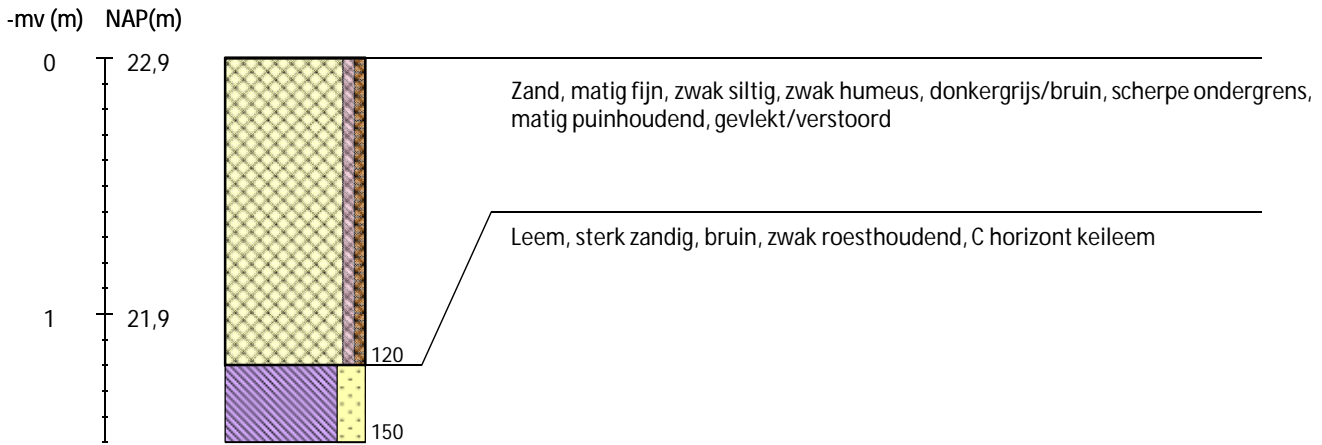 -mv (m) NAP(m)
0 22,9
Zand, matig fijn, zwak siltig, zwak humeus, donkergrijs/bruin, scherpe ondergrens,
matig puinhoudend, gevlekt/verstoord
Leem, sterk zandig, bruin, zwak roesthoudend, C horizont keileem
1 21,9
120
150